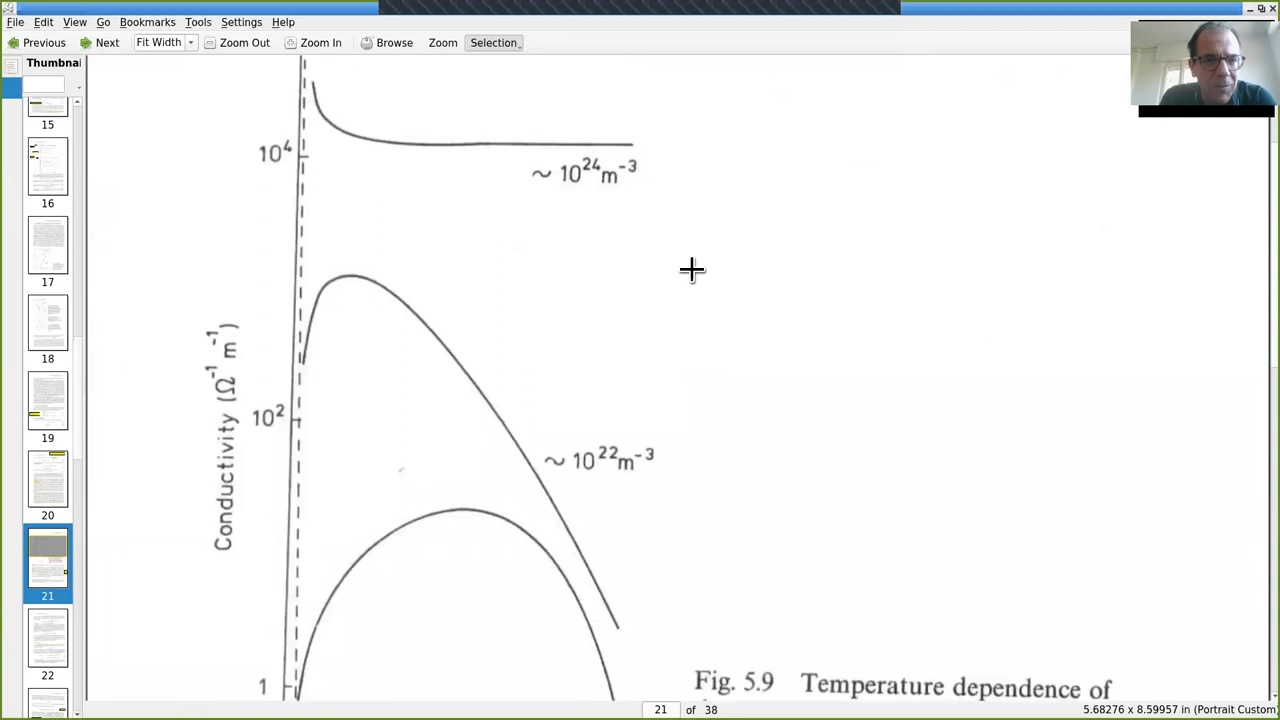 File Edit View Go Bookmarks Tools Settings Help
Previous Next Fit Width Zoom Out Zoom In Browse Zoom Selection
Thumbnai
15
16
17
18
19
20
21
22
10⁴
~ 10²⁴m⁻³
Conductivity (Ω⁻¹ m⁻¹)
10²
~ 10²²m⁻³
1
Fig. 5.9 Temperature dependence of
21 of 38 5.68276 x 8.59957 in (Portrait Custom)